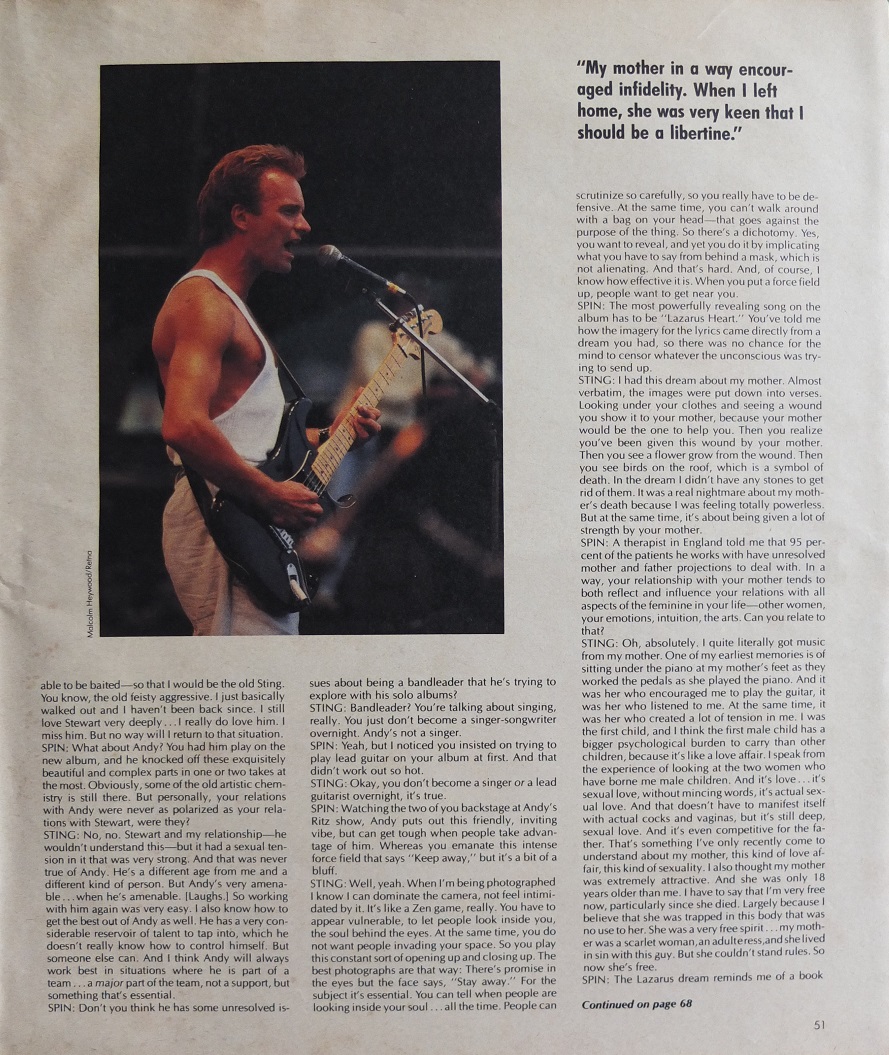 "My mother in a way encour-
aged infidelity. When I left
home, she was very keen that I
should be a libertine."
Malcolm Heywood/Retna
able to be baited—so that I would be the old Sting.
You know, the old feisty aggressive. I just basically
walked out and I haven't been back since. I still
love Stewart very deeply . . . I really do love him. I
miss him. But no way will I return to that situation.
SPIN: What about Andy? You had him play on the
new album, and he knocked off these exquisitely
beautiful and complex parts in one or two takes at
the most. Obviously, some of the old artistic chem-
istry is still there. But personally, your relations
with Andy were never as polarized as your rela-
tions with Stewart, were they?
STING: No, no. Stewart and my relationship—he
wouldn't understand this—but it had a sexual ten-
sion in it that was very strong. And that was never
true of Andy. He's a different age from me and a
different kind of person. But Andy's very amena-
ble . . . when he's amenable. [Laughs.] So working
with him again was very easy. I also know how to
get the best out of Andy as well. He has a very con-
siderable reservoir of talent to tap into, which he
doesn't really know how to control himself. But
someone else can. And I think Andy will always
work best in situations where he is part of a
team . . . a major part of the team, not a support, but
something that's essential.
SPIN: Don't you think he has some unresolved is-
sues about being a bandleader that he's trying to
explore with his solo albums?
STING: Bandleader? You're talking about singing,
really. You just don't become a singer-songwriter
overnight. Andy's not a singer.
SPIN: Yeah, but I noticed you insisted on trying to
play lead guitar on your album at first. And that
didn't work out so hot.
STING: Okay, you don't become a singer or a lead
guitarist overnight, it's true.
SPIN: Watching the two of you backstage at Andy's
Ritz show, Andy puts out this friendly, inviting
vibe, but can get tough when people take advan-
tage of him. Whereas you emanate this intense
force field that says "Keep away," but it's a bit of a
bluff.
STING: Well, yeah. When I'm being photographed
I know I can dominate the camera, not feel intimi-
dated by it. It's like a Zen game, really. You have to
appear vulnerable, to let people look inside you,
the soul behind the eyes. At the same time, you do
not want people invading your space. So you play
this constant sort of opening up and closing up. The
best photographs are that way: There's promise in
the eyes but the face says, "Stay away." For the
subject it's essential. You can tell when people are
looking inside your soul . . . all the time. People can
scrutinize so carefully, so you really have to be de-
fensive. At the same time, you can't walk around
with a bag on your head—that goes against the
purpose of the thing. So there's a dichotomy. Yes,
you want to reveal, and yet you do it by implicating
what you have to say from behind a mask, which is
not alienating. And that's hard. And, of course, I
know how effective it is. When you put a force field
up, people want to get near you.
SPIN: The most powerfully revealing song on the
album has to be "Lazarus Heart." You've told me
how the imagery for the lyrics came directly from a
dream you had, so there was no chance for the
mind to censor whatever the unconscious was try-
ing to send up.
STING: I had this dream about my mother. Almost
verbatim, the images were put down into verses.
Looking under your clothes and seeing a wound
you show it to your mother, because your mother
would be the one to help you. Then you realize
you've been given this wound by your mother.
Then you see a flower grow from the wound. Then
you see birds on the roof, which is a symbol of
death. In the dream I didn't have any stones to get
rid of them. It was a real nightmare about my moth-
er's death because I was feeling totally powerless.
But at the same time, it's about being given a lot of
strength by your mother.
SPIN: A therapist in England told me that 95 per-
cent of the patients he works with have unresolved
mother and father projections to deal with. In a
way, your relationship with your mother tends to
both reflect and influence your relations with all
aspects of the feminine in your life—other women,
your emotions, intuition, the arts. Can you relate to
that?
STING: Oh, absolutely. I quite literally got music
from my mother. One of my earliest memories is of
sitting under the piano at my mother's feet as they
worked the pedals as she played the piano. And it
was her who encouraged me to play the guitar, it
was her who listened to me. At the same time, it
was her who created a lot of tension in me. I was
the first child, and I think the first male child has a
bigger psychological burden to carry than other
children, because it's like a love affair. I speak from
the experience of looking at the two women who
have borne me male children. And it's love . . . it's
sexual love, without mincing words, it's actual sex-
ual love. And that doesn't have to manifest itself
with actual cocks and vaginas, but it's still deep,
sexual love. And it's even competitive for the fa-
ther. That's something I've only recently come to
understand about my mother, this kind of love af-
fair, this kind of sexuality. I also thought my mother
was extremely attractive. And she was only 18
years older than me. I have to say that I'm very free
now, particularly since she died. Largely because I
believe that she was trapped in this body that was
no use to her. She was a very free spirit . . . my moth-
er was a scarlet woman, an adulteress, and she lived
in sin with this guy. But she couldn't stand rules. So
now she's free.
SPIN: The Lazarus dream reminds me of a book
Continued on page 68
51